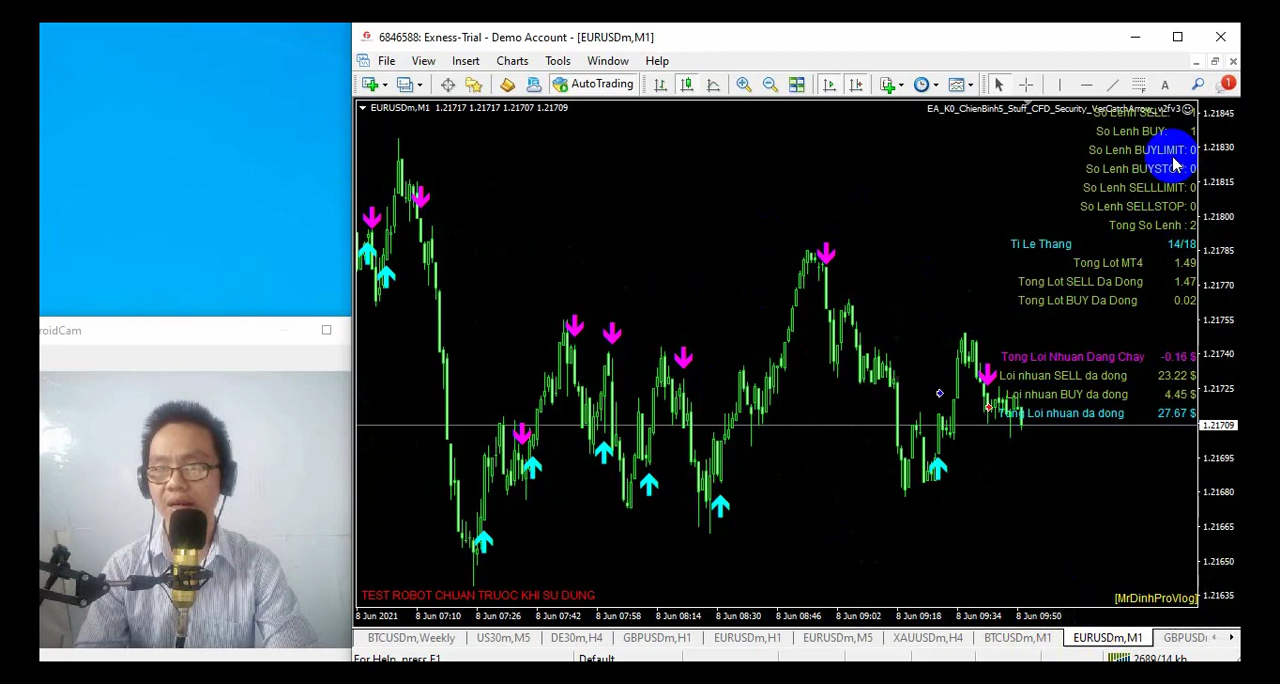 6846588: Exness-Trial - Demo Account - [EURUSDm,M1]
File View Insert Charts Tools Window Help
AutoTrading
1
EURUSDm,M1 1.21717 1.21717 1.21707 1.21709
EA_K0_ChienBinh5_Stuff_CFD_Security_VerCatchArrow_v2fv3
So Lenh SELL: 1
So Lenh BUY: 1
So Lenh BUYLIMIT: 0
So Lenh BUYSTOP: 0
So Lenh SELLLIMIT: 0
So Lenh SELLSTOP: 0
Tong So Lenh : 2
Ti Le Thang 14/18
Tong Lot MT4 1.49
Tong Lot SELL Da Dong 1.47
Tong Lot BUY Da Dong 0.02
Tong Loi Nhuan Dang Chay -0.16 $
Loi nhuan SELL da dong 23.22 $
Loi nhuan BUY da dong 4.45 $
Tong Loi nhuan da dong 27.67 $
1.21845
1.21830
1.21815
1.21800
1.21785
1.21770
1.21755
1.21740
1.21725
1.21709
1.21695
1.21680
1.21665
1.21650
1.21635
roidCam
TEST ROBOT CHUAN TRUOC KHI SU DUNG
[MrDinhProVlog]
8 Jun 2021 8 Jun 07:10 8 Jun 07:26 8 Jun 07:42 8 Jun 07:58 8 Jun 08:14 8 Jun 08:30 8 Jun 08:46 8 Jun 09:02 8 Jun 09:18 8 Jun 09:34 8 Jun 09:50
BTCUSDm,Weekly US30m,M5 DE30m,H4 GBPUSDm,H1 EURUSDm,H1 EURUSDm,M5 XAUUSDm,H4 BTCUSDm,M1 EURUSDm,M1 GBPUSD
For Help, press F1 Default 2689/14 kb